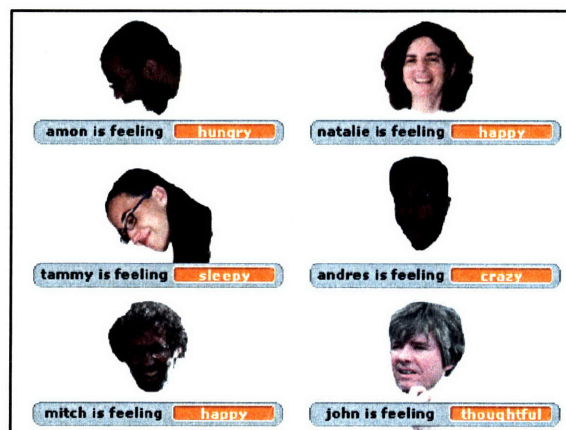 amon is feeling hungry
natalie is feeling happy
tammy is feeling sleepy
andres is feeling crazy
mitch is feeling happy
john is feeling thoughtful